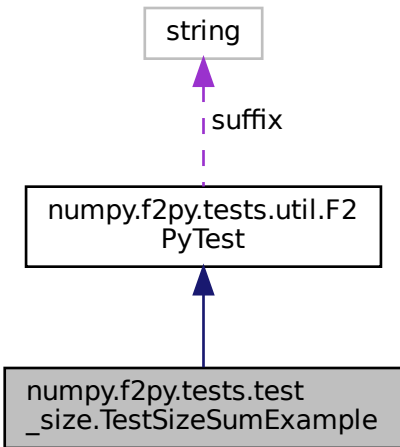 string
suffix
numpy.f2py.tests.util.F2
PyTest
numpy.f2py.tests.test
_size.TestSizeSumExample